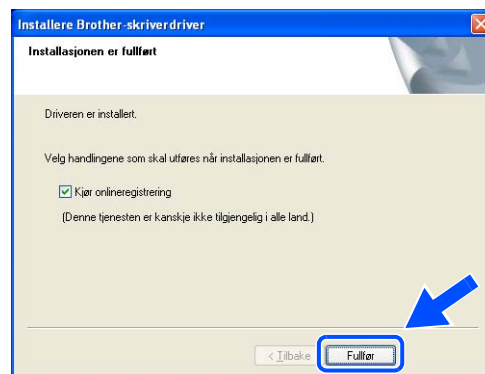 Installere Brother-skriverdriver
Installasjonen er fullført
Driveren er installert.
Velg handlingene som skal utføres når installasjonen er fullført.
Kjør onlineregistrering
(Denne tjenesten er kanskje ikke tilgjengelig i alle land.)
< Tilbake Fullfør